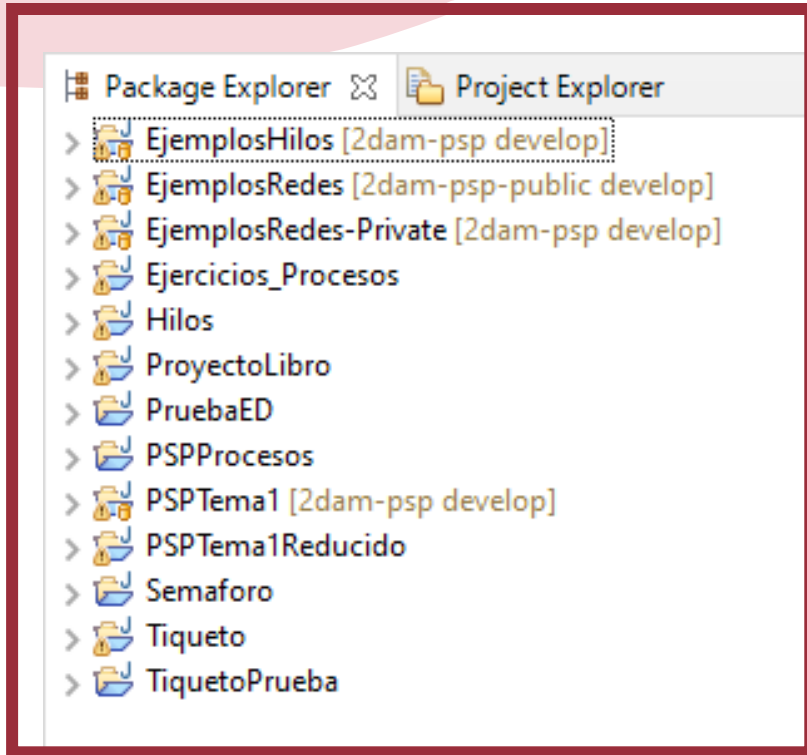 Package Explorer Project Explorer
EjemplosHilos [2dam-psp develop]
EjemplosRedes [2dam-psp-public develop]
EjemplosRedes-Private [2dam-psp develop]
Ejercicios_Procesos
Hilos
ProyectoLibro
PruebaED
PSPProcesos
PSPTema1 [2dam-psp develop]
PSPTema1Reducido
Semaforo
Tiqueto
TiquetoPrueba